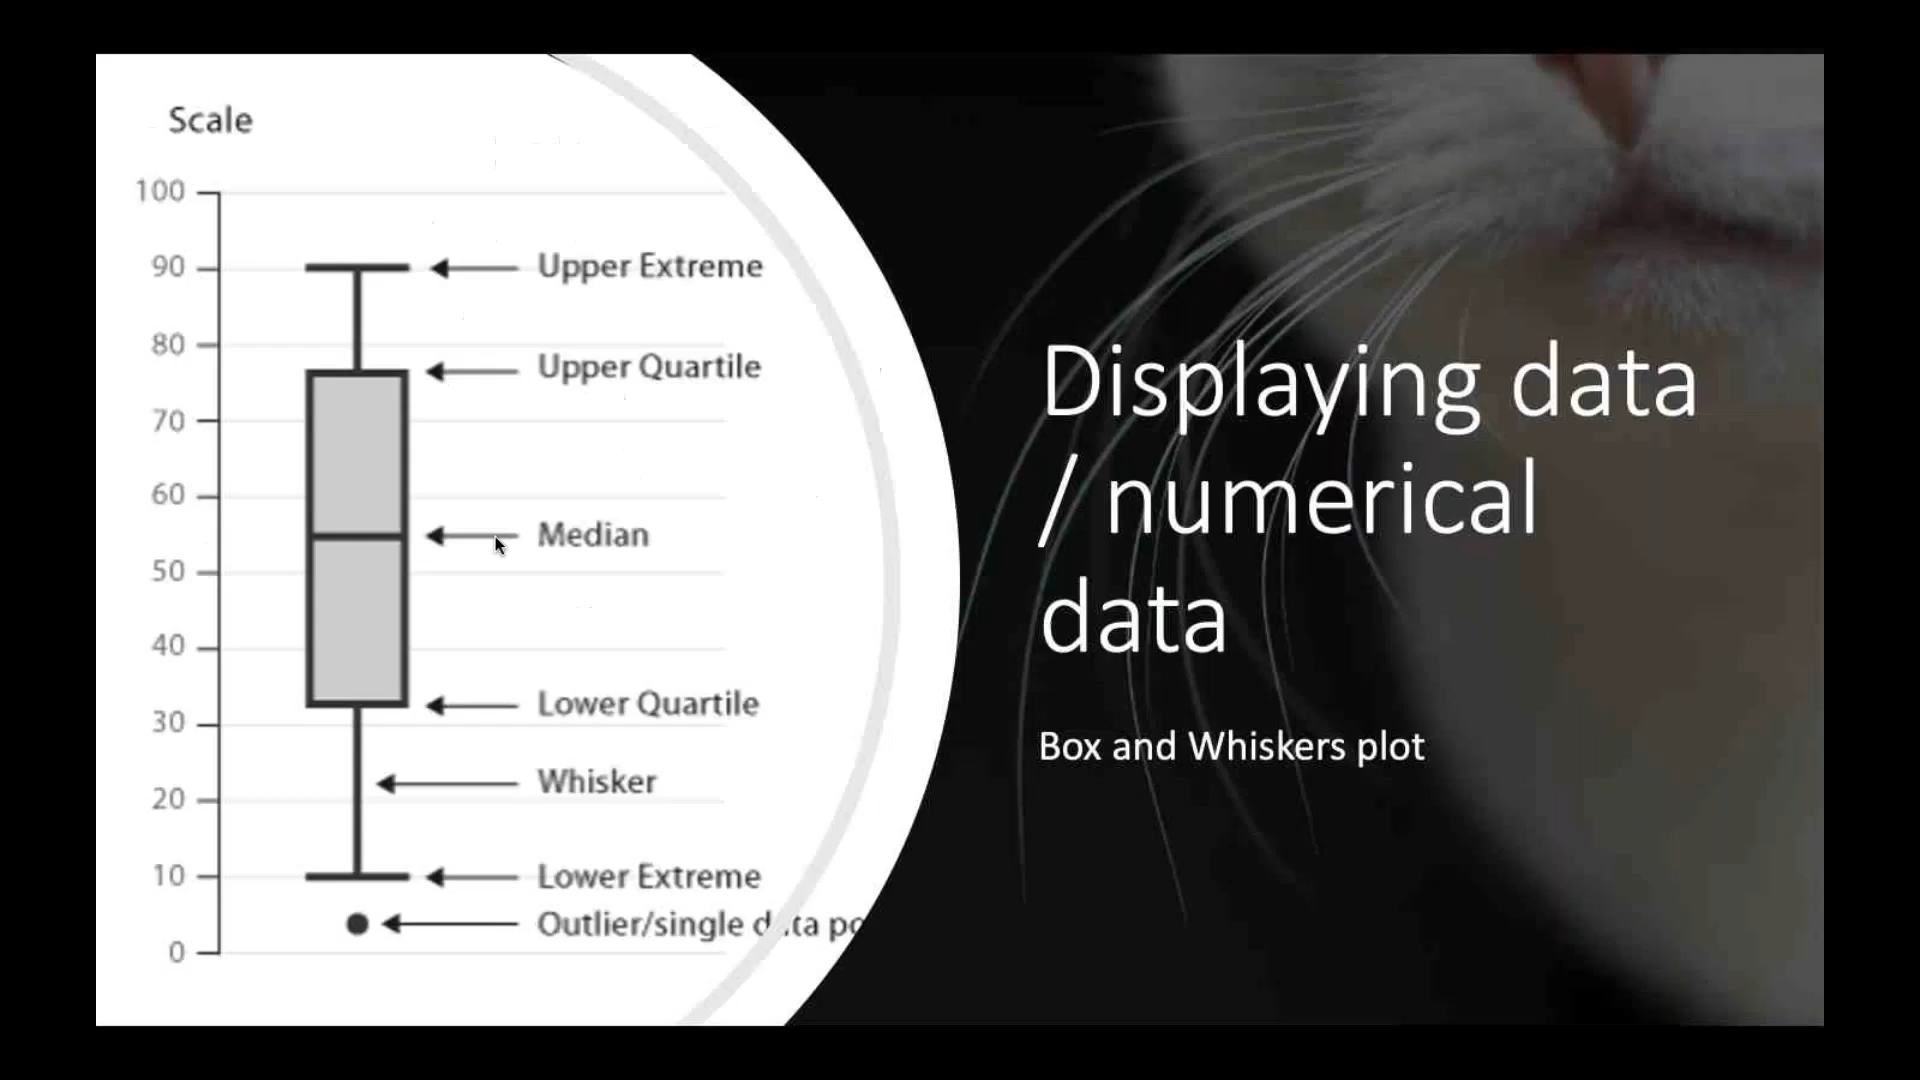 Scale
100
90
Upper Extreme
80
Upper Quartile
70
60
Median
50
40
Lower Quartile
30
Whisker
20
10
Lower Extreme
Outlier/single
0
Displaying data
/ numerical
data
Box and Whiskers plot